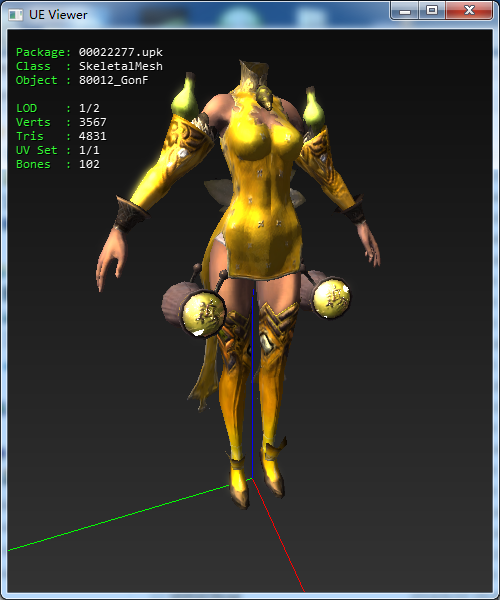 UE Viewer
Package: 00022277.upk
Class  : SkeletalMesh
Object : 80012_GonF
LOD    : 1/2
Verts  : 3567
Tris   : 4831
UV Set : 1/1
Bones  : 102